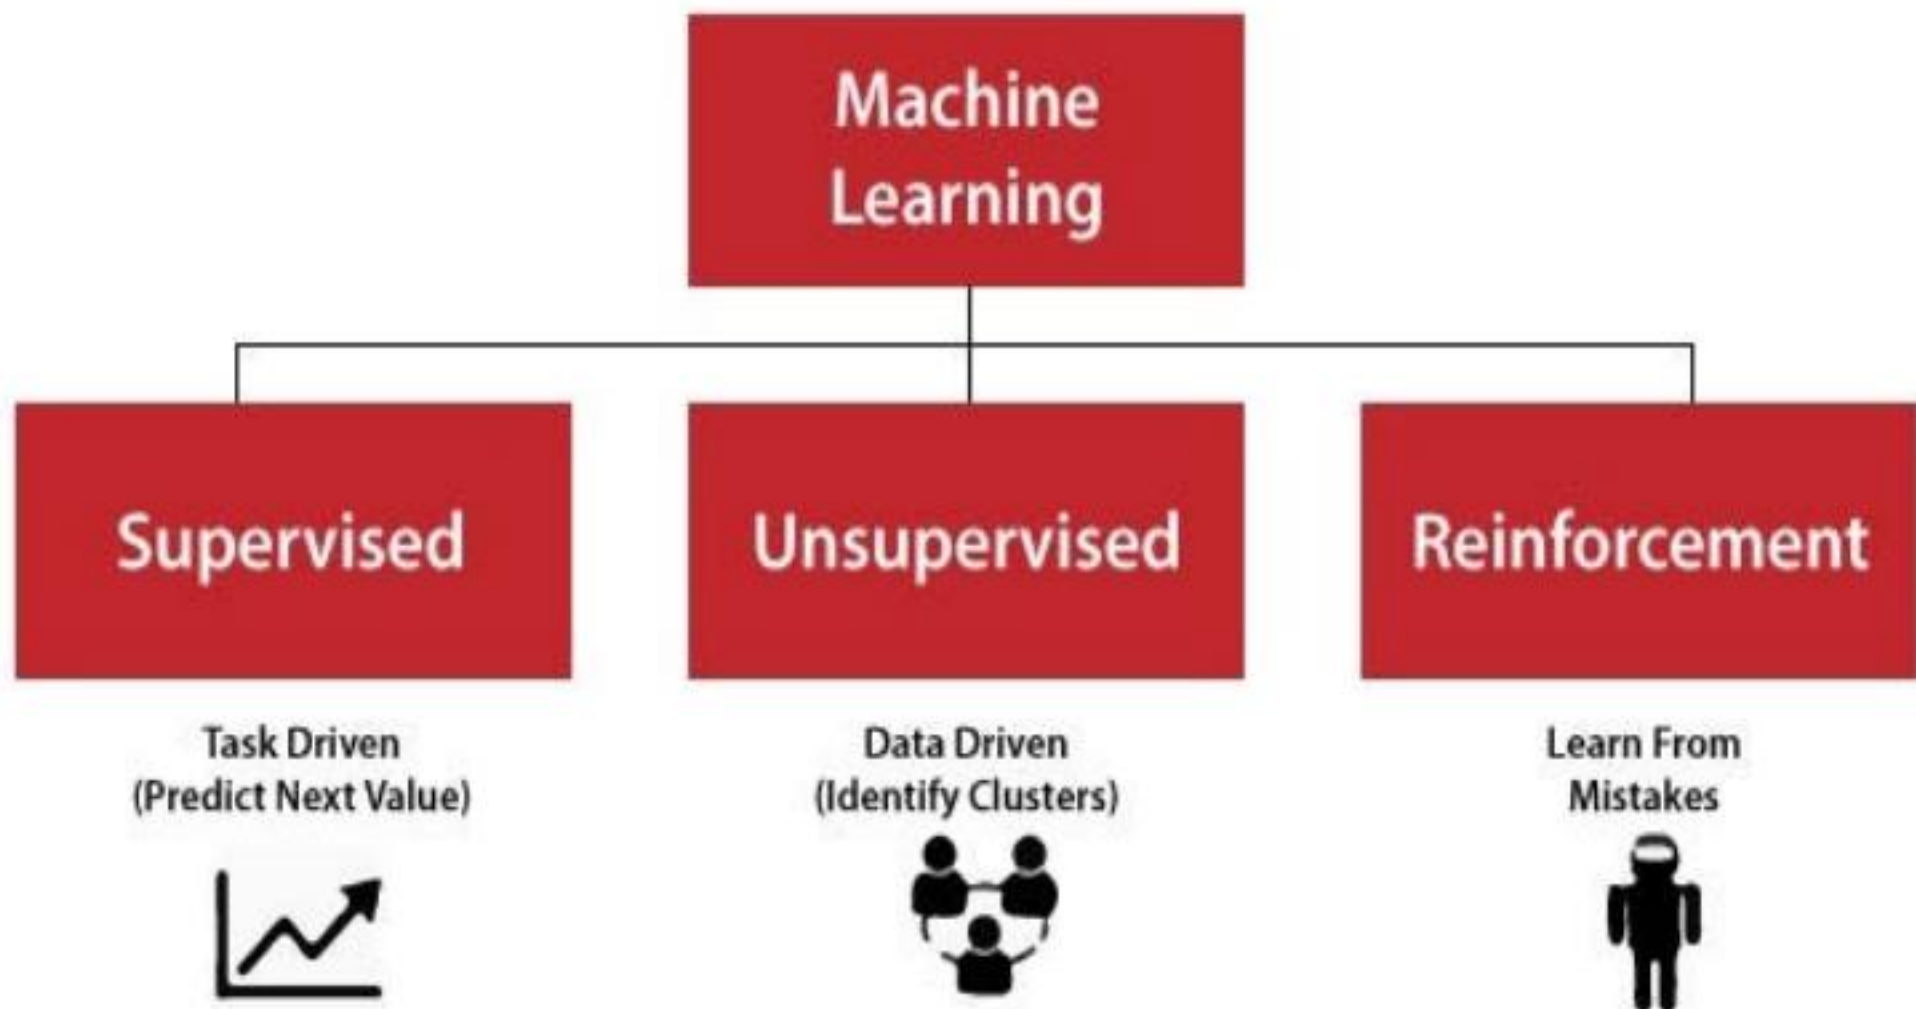 Machine
Learning
Supervised
Unsupervised
Reinforcement
Task Driven
(Predict Next Value)
Data Driven
(Identify Clusters)
Learn From
Mistakes